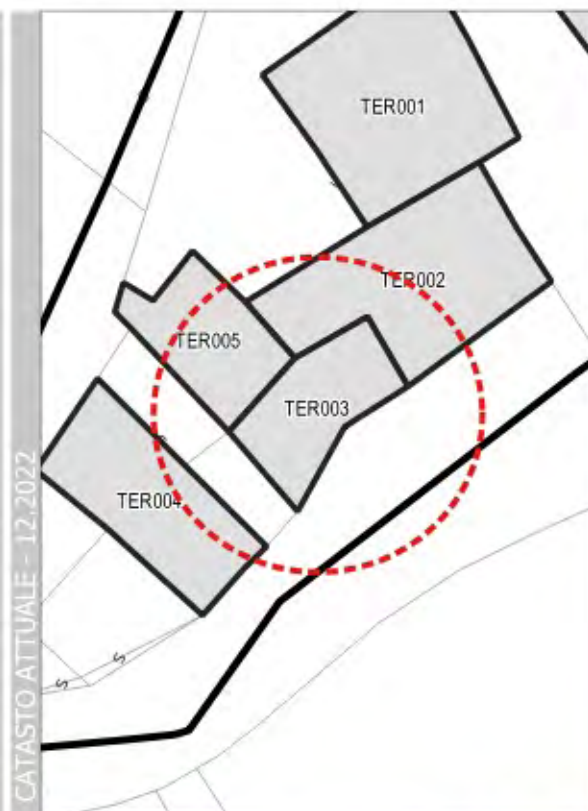 CATASTO ATTUALE - 12.2022
TER001
TER002
TER005
TER003
TER004
S
S